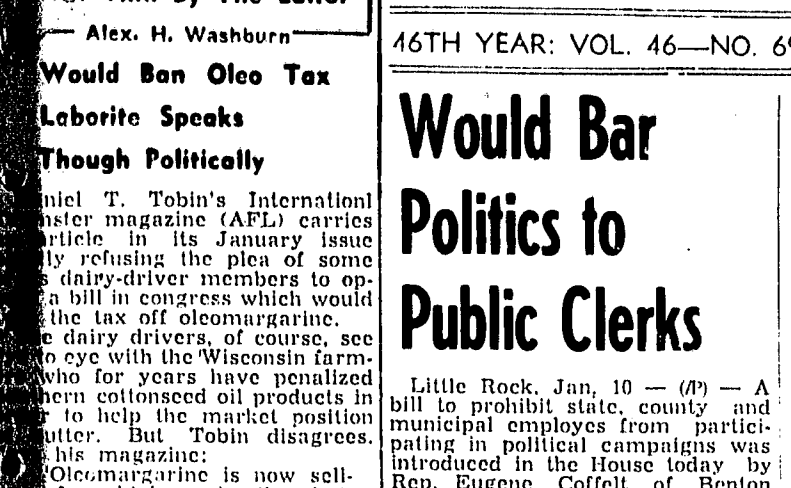 By The Editor
Alex. H. Washburn
Would Ban Oleo Tax
Laborite Speaks
Though Politically
niel T. Tobin's Internationl
nster magazine (AFL) carries
rticle in its January issue
ly refusing the plea of some
s dairy-driver members to op-
a bill in congress which would
the tax off oleomargarine.
e dairy drivers, of course, see
to eye with the Wisconsin farm-
who for years have penalized
hern cottonseed oil products in
r to help the market position
utter. But Tobin disagrees.
his magazine:
'Oleomargarine is now sell-
46TH YEAR: VOL. 46—NO. 69
Would Bar
Politics to
Public Clerks
Little Rock, Jan, 10 — (AP) — A
bill to prohibit state, county and
municipal employes from partici-
pating in political campaigns was
introduced in the House today by
Rep. Eugene Coffelt of Benton